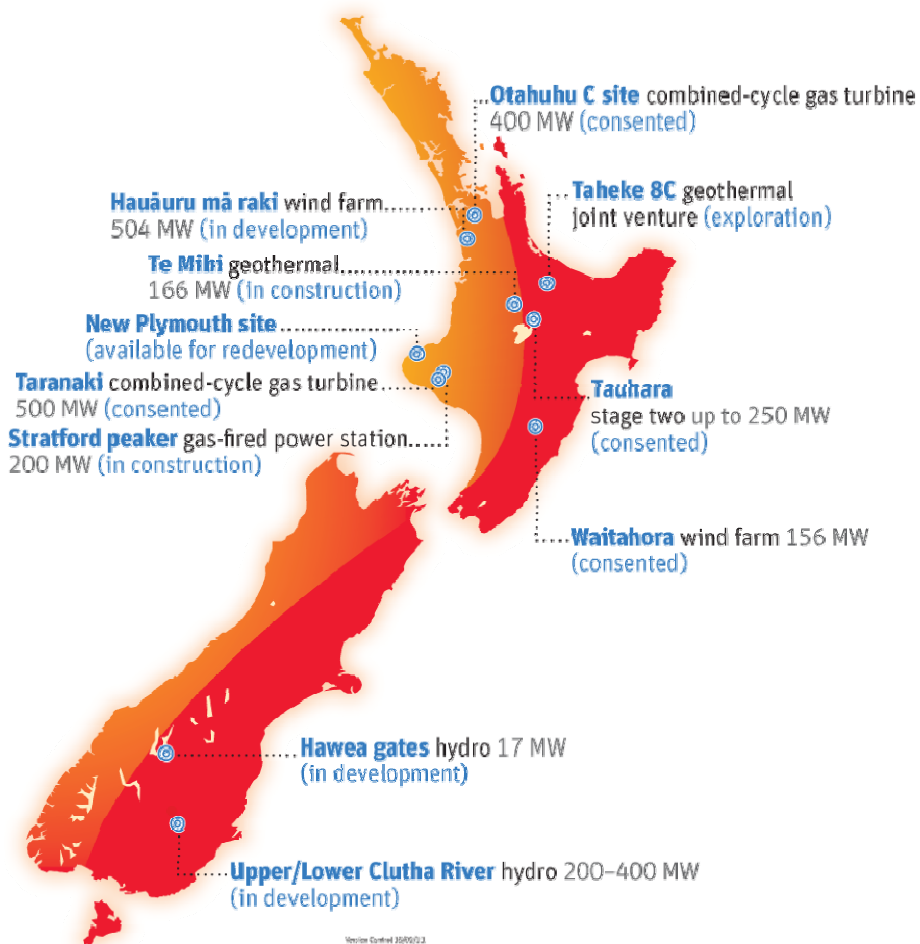 Otahuhu C site combined-cycle gas turbine
400 MW (consented)
Hauāuru mā raki wind farm
504 MW (in development)
Taheke 8C geothermal
joint venture (exploration)
Te Mihi geothermal
166 MW (in construction)
New Plymouth site
(available for redevelopment)
Taranaki combined-cycle gas turbine
500 MW (consented)
Tauhara
stage two up to 250 MW
(consented)
Stratford peaker gas-fired power station
200 MW (in construction)
Waitahora wind farm 156 MW
(consented)
Hawea gates hydro 17 MW
(in development)
Upper/Lower Clutha River hydro 200–400 MW
(in development)
Version Control